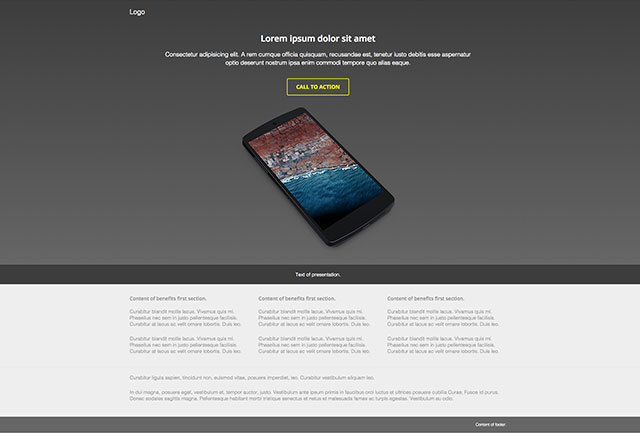 Logo
Lorem ipsum dolor sit amet
Consectetur adipisicing elit. A rem cumque officia quisquam, recusandae est, tenetur iusto debitis esse aspernatur
optio deserunt nostrum ipsa enim commodi tempore quo alias eaque.
CALL TO ACTION
Text of presentation.
Content of benefits first section.
Curabitur blandit mollis lacus. Vivamus quis mi.
Phasellus nec sem in justo pellentesque facilisis.
Curabitur at lacus ac velit ornare lobortis. Duis leo.
Curabitur blandit mollis lacus. Vivamus quis mi.
Phasellus nec sem in justo pellentesque facilisis.
Curabitur at lacus ac velit ornare lobortis. Duis leo.
Content of benefits first section.
Curabitur blandit mollis lacus. Vivamus quis mi.
Phasellus nec sem in justo pellentesque facilisis.
Curabitur at lacus ac velit ornare lobortis. Duis leo.
Curabitur blandit mollis lacus. Vivamus quis mi.
Phasellus nec sem in justo pellentesque facilisis.
Curabitur at lacus ac velit ornare lobortis. Duis leo.
Content of benefits first section.
Curabitur blandit mollis lacus. Vivamus quis mi.
Phasellus nec sem in justo pellentesque facilisis.
Curabitur at lacus ac velit ornare lobortis. Duis leo.
Curabitur blandit mollis lacus. Vivamus quis mi.
Phasellus nec sem in justo pellentesque facilisis.
Curabitur at lacus ac velit ornare lobortis. Duis leo.
Curabitur ligula sapien, tincidunt non, euismod vitae, posuere imperdiet, leo. Curabitur vestibulum aliquam leo.
In dui magna, posuere eget, vestibulum et, tempor auctor, justo. Vestibulum ante ipsum primis in faucibus orci luctus et ultrices posuere cubilia Curae; Fusce id purus.
Donec sodales sagittis magna. Pellentesque habitant morbi tristique senectus et netus et malesuada fames ac turpis egestas. Vestibulum eu odio.
Content of footer.